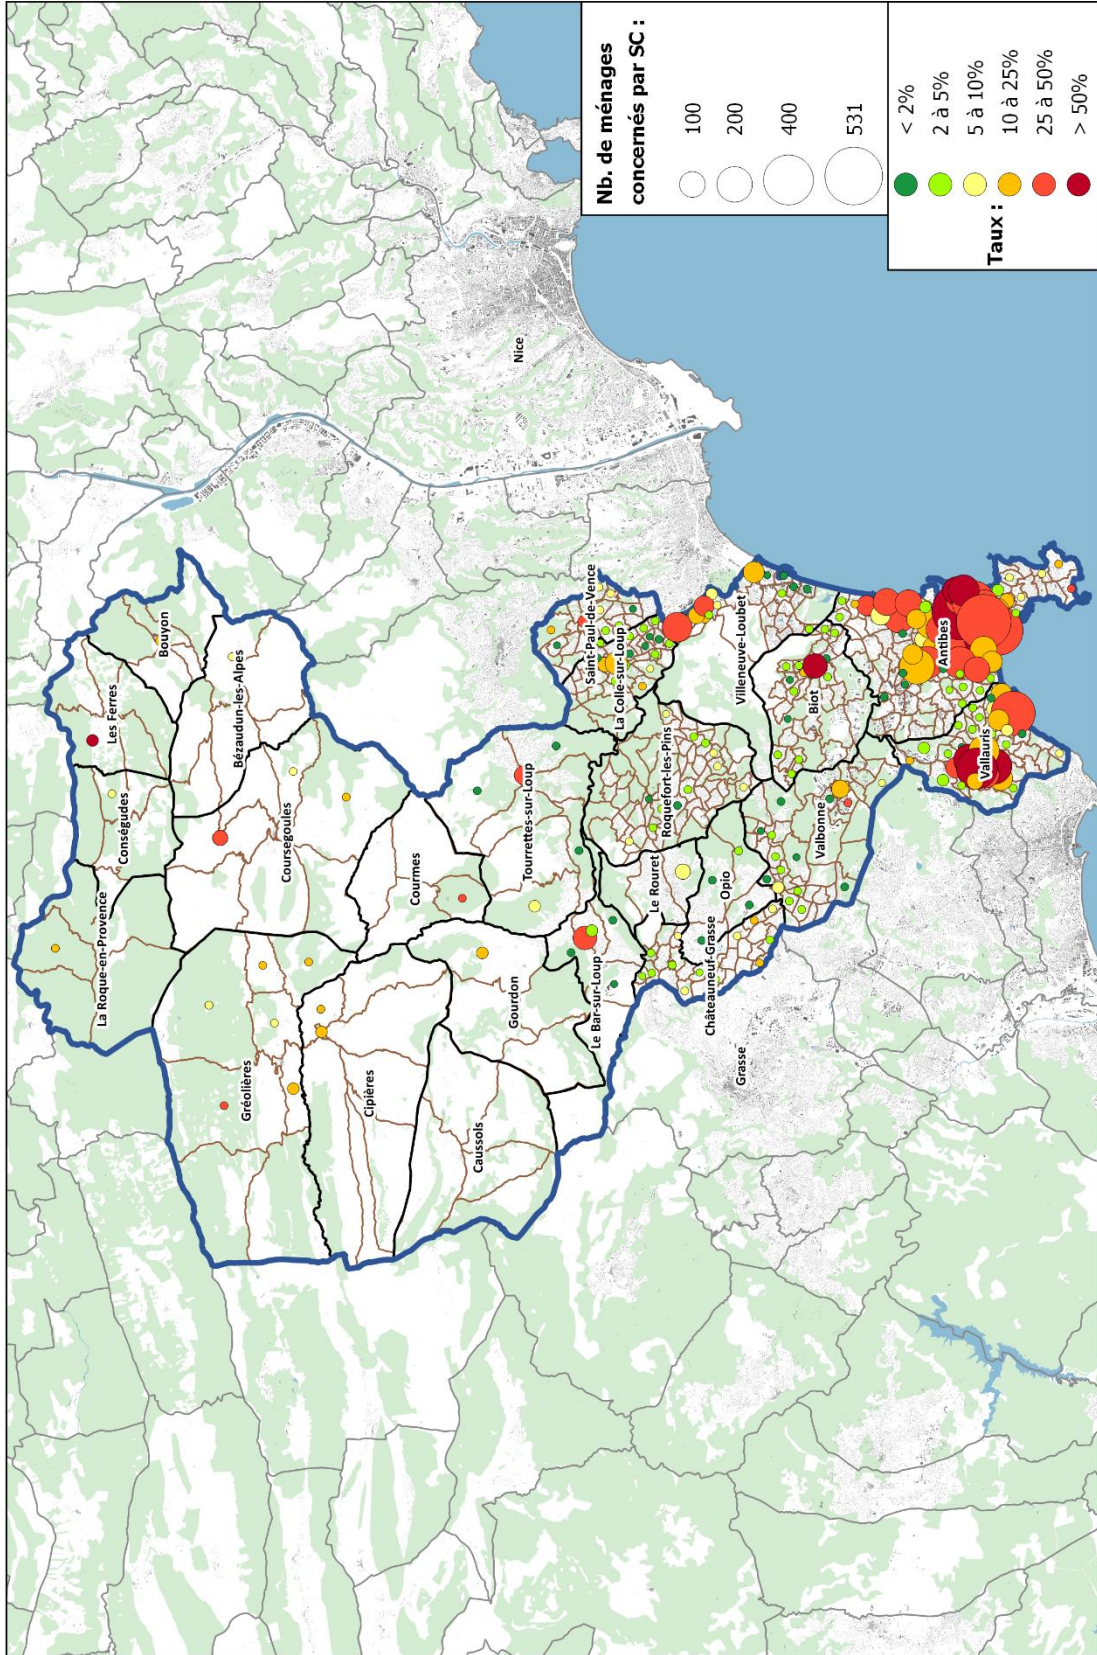 La Roque-en-Provence
Conségudes
Les Ferres
Bouyon
Bézaudun-les-Alpes
Gréolières
Coursegoules
Cipières
Courmes
Caussols
Gourdon
Tourrettes-sur-Loup
Le Bar-sur-Loup
Saint-Paul-de-Vence
La Colle-sur-Loup
Le Rouret
Roquefort-les-Pins
Villeneuve-Loubet
Châteauneuf-Grasse
Opio
Grasse
Valbonne
Biot
Antibes
Vallauris
Nice
Nb. de ménages
concernés par SC :
100
200
400
531
Taux :
< 2%
2 à 5%
5 à 10%
10 à 25%
25 à 50%
> 50%